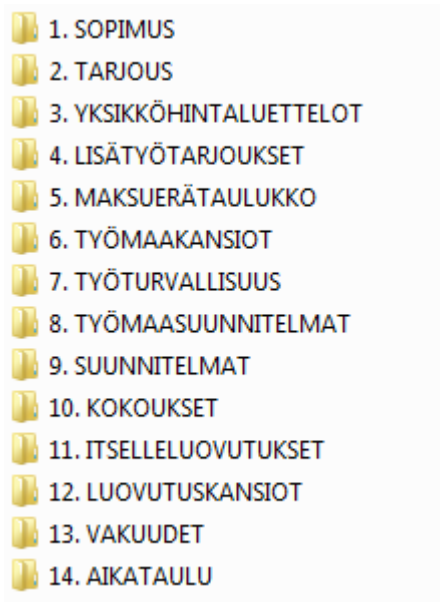 1. SOPIMUS
2. TARJOUS
3. YKSIKKÖHINTALUETTELOT
4. LISÄTYÖTARJOUKSET
5. MAKSUERÄTAULUKKO
6. TYÖMAAKANSIOT
7. TYÖTURVALLISUUS
8. TYÖMAASUUNNITELMAT
9. SUUNNITELMAT
10. KOKOUKSET
11. ITSELLELUOVUTUKSET
12. LUOVUTUSKANSIOT
13. VAKUUDET
14. AIKATAULU